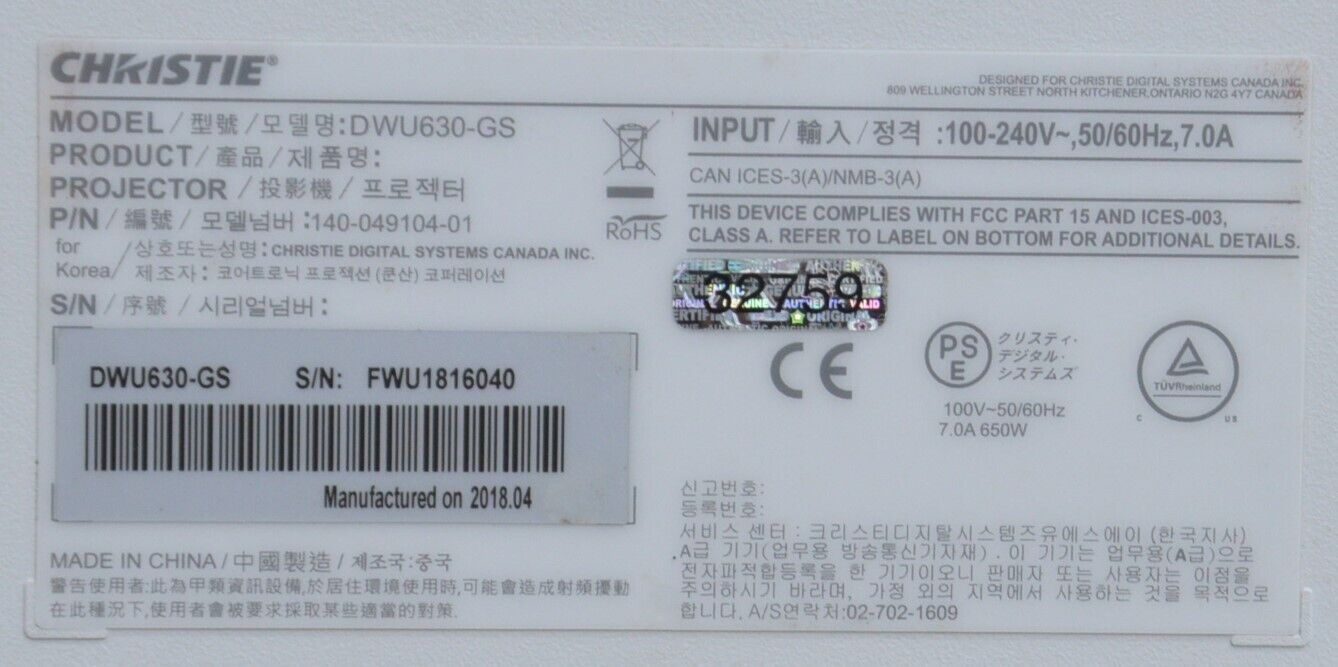 CHRISTIE®
DESIGNED FOR CHRISTIE DIGITAL SYSTEMS CANADA INC.
809 WELLINGTON STREET NORTH KITCHENER,ONTARIO N2G 4Y7 CANADA
MODEL / 型號 / 모델명:DWU630-GS
PRODUCT / 產品 / 제품명:
PROJECTOR / 投影機 / 프로젝터
P/N / 編號 / 모델넘버 :140-049104-01
for Korea / 상호또는성명: CHRISTIE DIGITAL SYSTEMS CANADA INC.
제조자: 코어트로닉 프로젝션 (쿤산) 코퍼레이션
S/N / 序號 / 시리얼넘버 :
RoHS
INPUT / 輸入 / 정격 :100-240V~,50/60Hz,7.0A
CAN ICES-3(A)/NMB-3(A)
THIS DEVICE COMPLIES WITH FCC PART 15 AND ICES-003,
CLASS A. REFER TO LABEL ON BOTTOM FOR ADDITIONAL DETAILS.
32759
DWU630-GS S/N: FWU1816040
Manufactured on 2018.04
CE
PSE
クリスティ・
デジタル・
システムズ
100V~50/60Hz
7.0A 650W
TÜVRheinland
C US
MADE IN CHINA / 中國製造 / 제조국:중국
警告使用者:此為甲類資訊設備,於居住環境使用時,可能會造成射頻擾動
在此種況下,使用者會被要求採取某些適當的對策.
신고번호:
등록번호:
서비스 센터 : 크리스티디지탈시스템즈유에스에이 (한국지사)
A급 기기(업무용 방송통신기자재) . 이 기기는 업무용(A급)으로
전자파적합등록을 한 기기이오니 판매자 또는 사용자는 이점을
주의하시기 바라며, 가정 외의 지역에서 사용하는 것을 목적으로
합니다. A/S연락처:02-702-1609